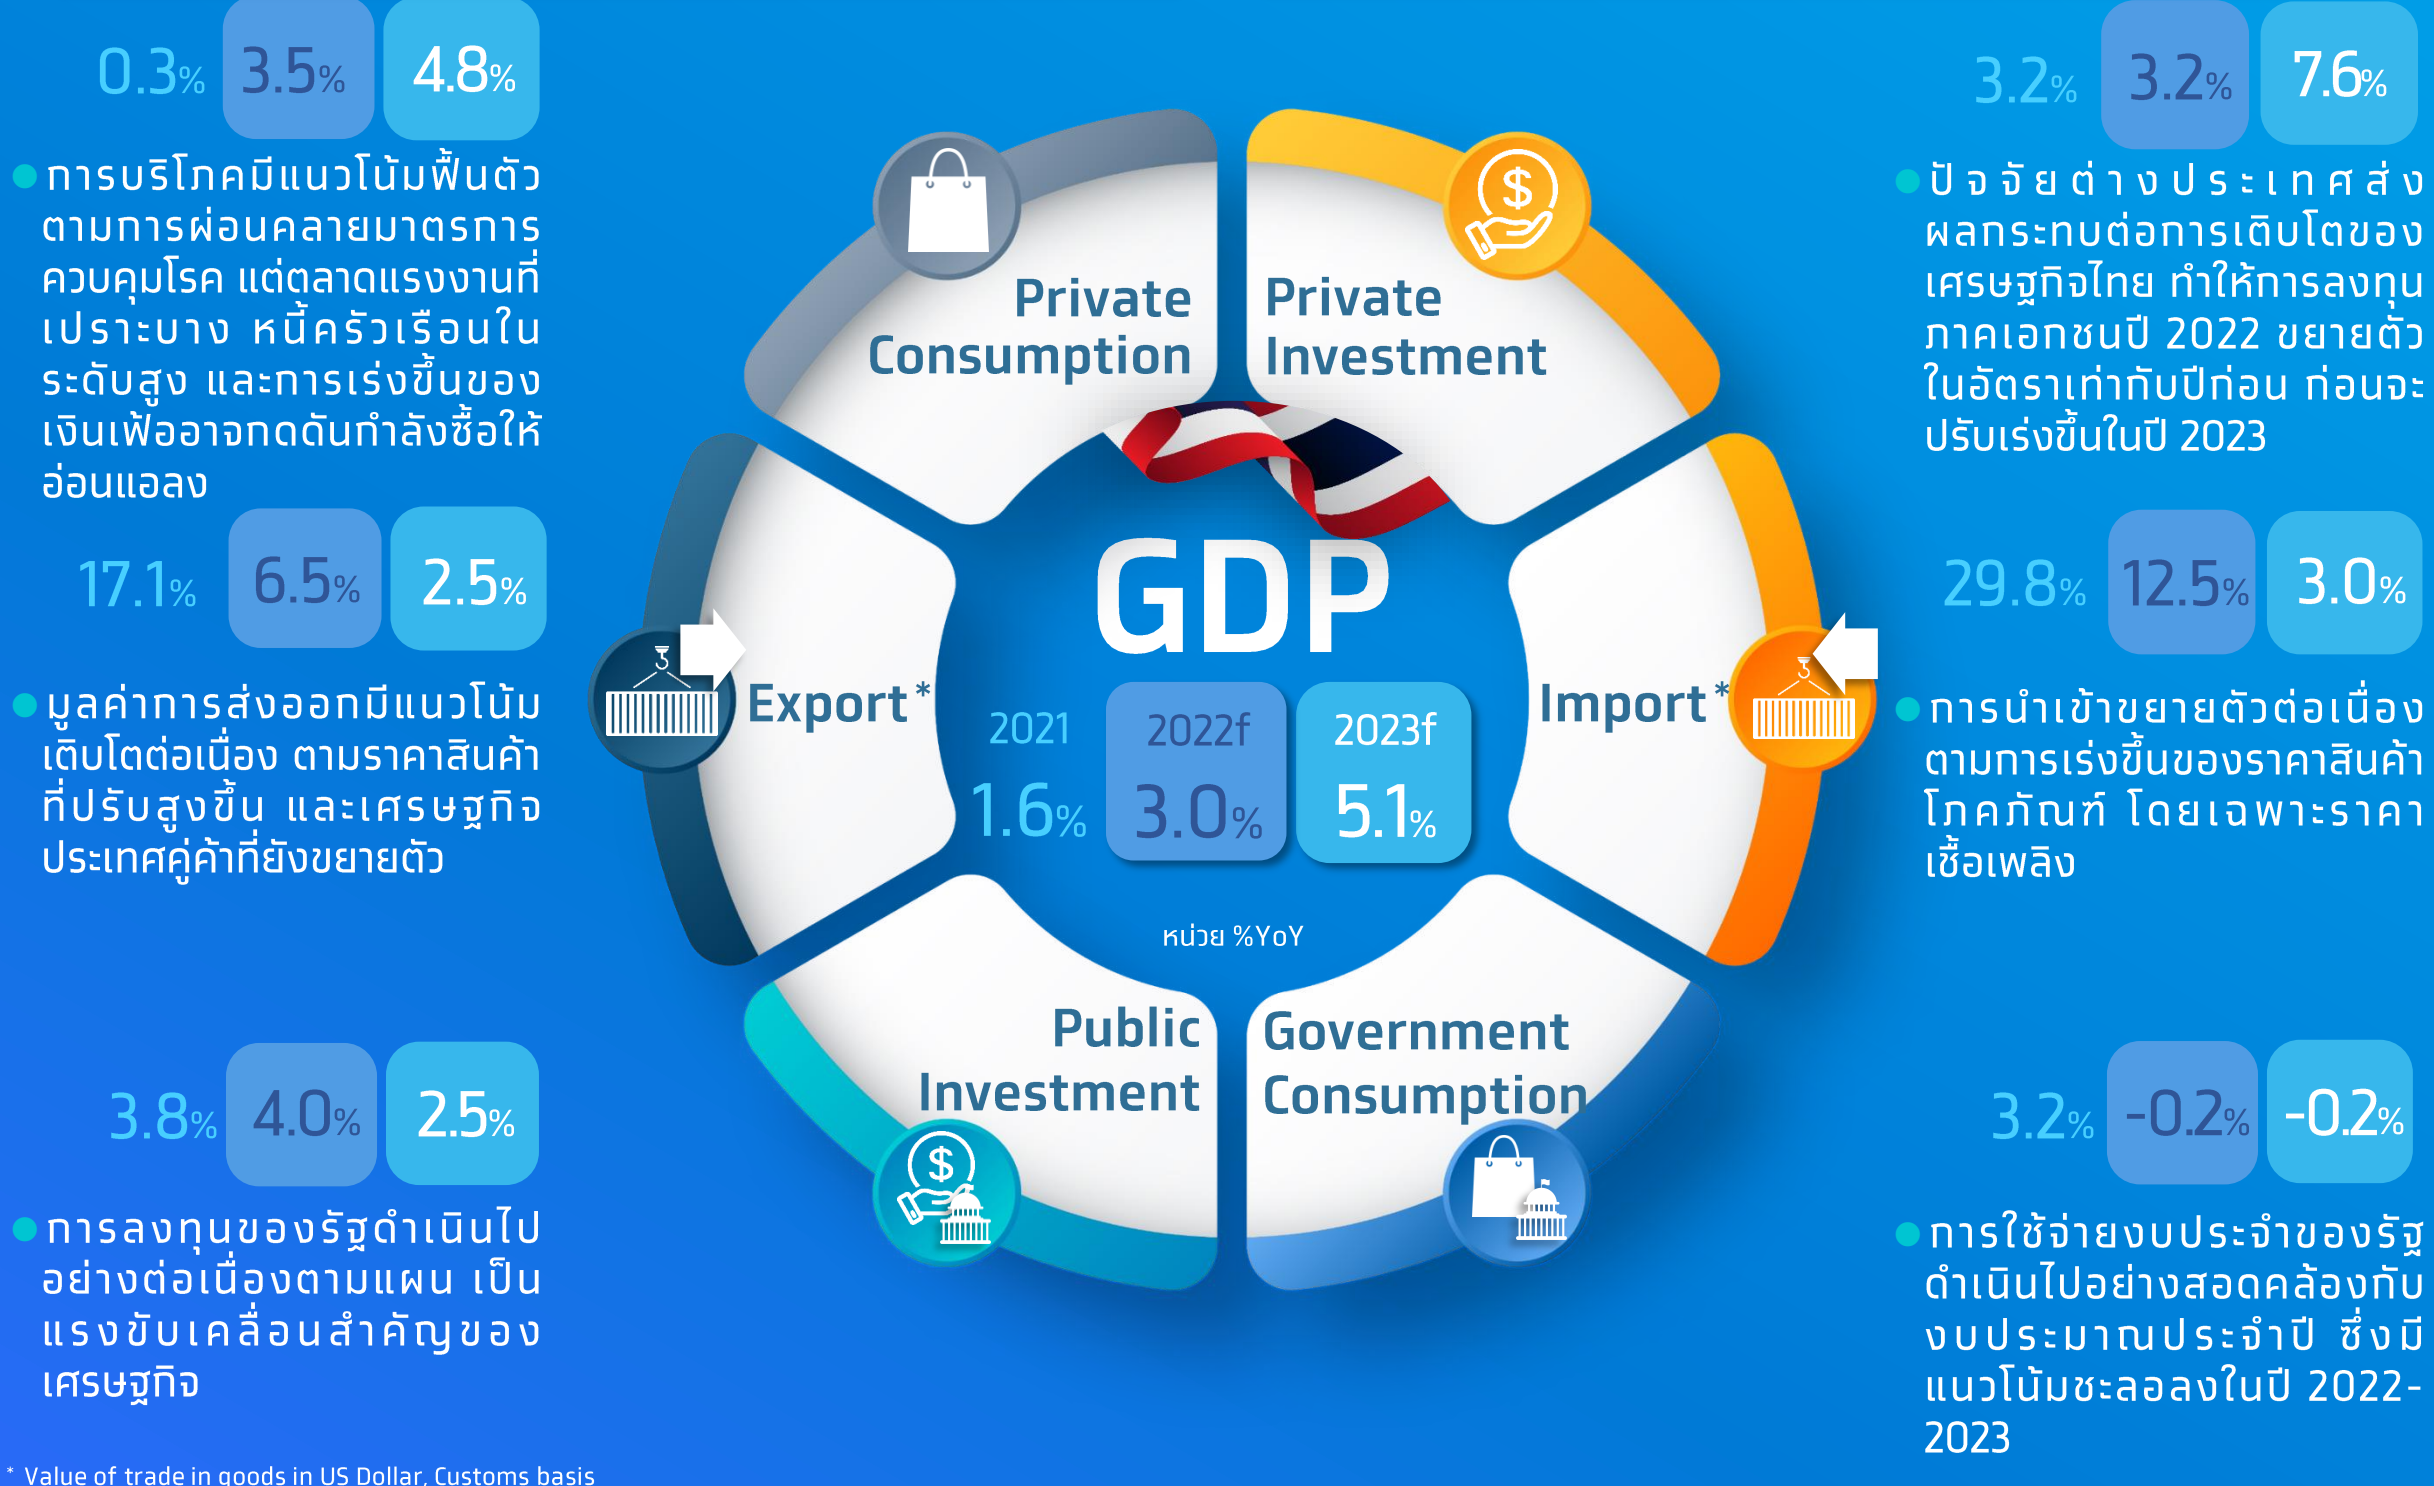 0.3% 3.5% 4.8%
การบริโภคมีแนวโน้มฟื้นตัว
ตามการผ่อนคลายมาตรการ
ควบคุมโรค แต่ตลาดแรงงานที่
เปราะบาง หนี้ครัวเรือนใน
ระดับสูง และการเร่งขึ้นของ
เงินเฟ้ออาจกดดันกำลังซื้อให้
อ่อนแอลง
17.1% 6.5% 2.5%
มูลค่าการส่งออกมีแนวโน้ม
เติบโตต่อเนื่อง ตามราคาสินค้า
ที่ปรับสูงขึ้น และเศรษฐกิจ
ประเทศคู่ค้าที่ยังขยายตัว
3.8% 4.0% 2.5%
การลงทุนของรัฐดำเนินไป
อย่างต่อเนื่องตามแผน เป็น
แรงขับเคลื่อนสำคัญของ
เศรษฐกิจ
* Value of trade in goods in US Dollar, Customs basis
Private
Consumption
Private
Investment
Export*
Import*
GDP
2021 2022f 2023f
1.6% 3.0% 5.1%
หน่วย %YoY
Public
Investment
Government
Consumption
3.2% 3.2% 7.6%
ปัจจัยต่างประเทศส่ง
ผลกระทบต่อการเติบโตของ
เศรษฐกิจไทย ทำให้การลงทุน
ภาคเอกชนปี 2022 ขยายตัว
ในอัตราเท่ากับปีก่อน ก่อนจะ
ปรับเร่งขึ้นในปี 2023
29.8% 12.5% 3.0%
การนำเข้าขยายตัวต่อเนื่อง
ตามการเร่งขึ้นของราคาสินค้า
โภคภัณฑ์ โดยเฉพาะราคา
เชื้อเพลิง
3.2% -0.2% -0.2%
การใช้จ่ายงบประจำของรัฐ
ดำเนินไปอย่างสอดคล้องกับ
งบประมาณประจำปี ซึ่งมี
แนวโน้มชะลอลงในปี 2022-
2023